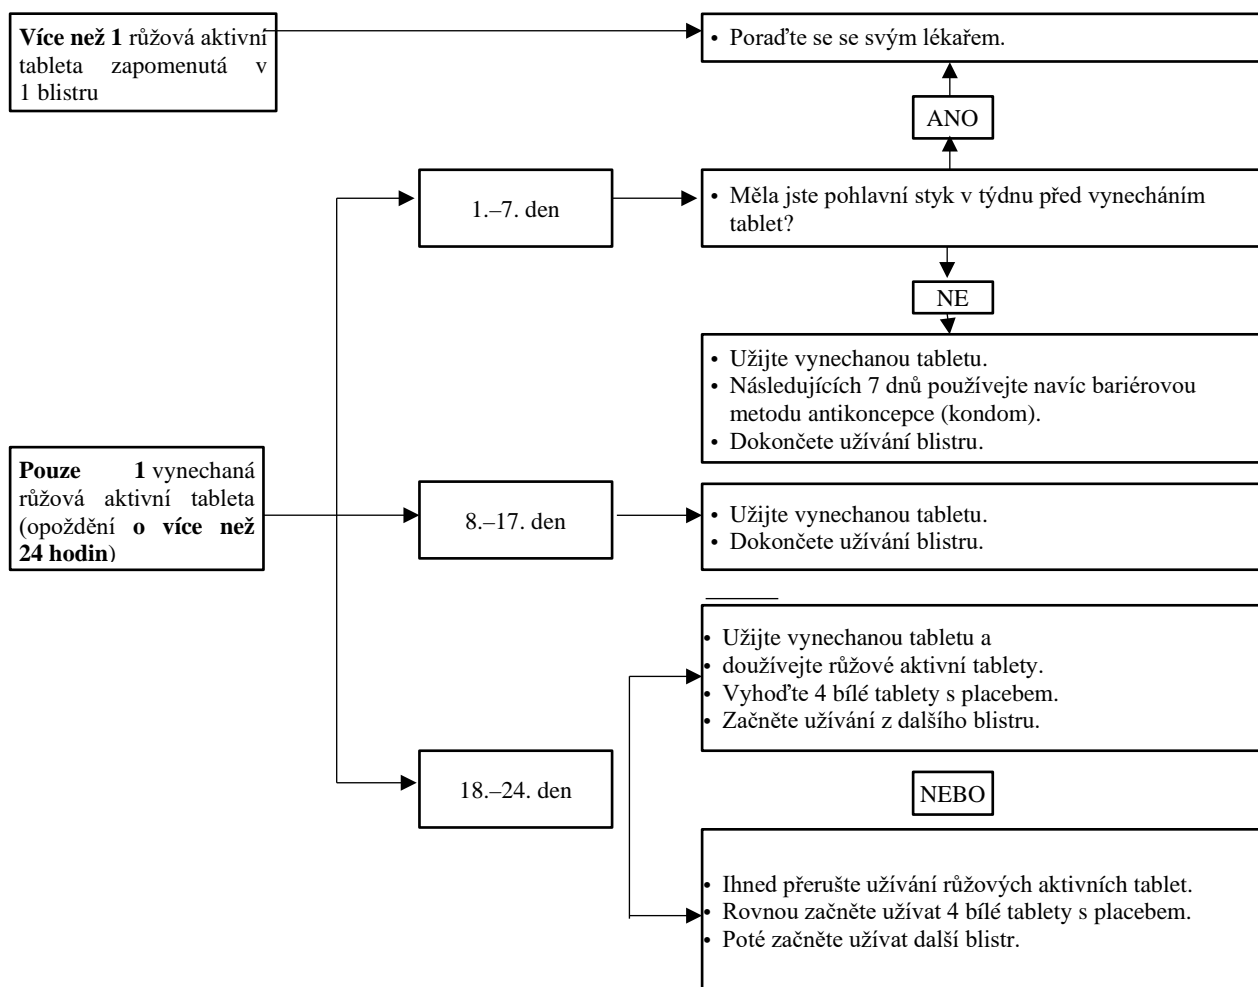 Více než 1 růžová aktivní
tableta zapomenutá v
1 blistru
• Poraďte se se svým lékařem.
ANO
1.–7. den
• Měla jste pohlavní styk v týdnu před vynecháním
tablet?
NE
• Užijte vynechanou tabletu.
• Následujících 7 dnů používejte navíc bariérovou
metodu antikoncepce (kondom).
• Dokončete užívání blistru.
Pouze 1 vynechaná
růžová aktivní tableta
(opoždění o více než
24 hodin)
8.–17. den
• Užijte vynechanou tabletu.
• Dokončete užívání blistru.
18.–24. den
• Užijte vynechanou tabletu a
• doužívejte růžové aktivní tablety.
• Vyhoďte 4 bílé tablety s placebem.
• Začněte užívání z dalšího blistru.
NEBO
• Ihned přerušte užívání růžových aktivních tablet.
• Rovnou začněte užívat 4 bílé tablety s placebem.
• Poté začněte užívat další blistr.